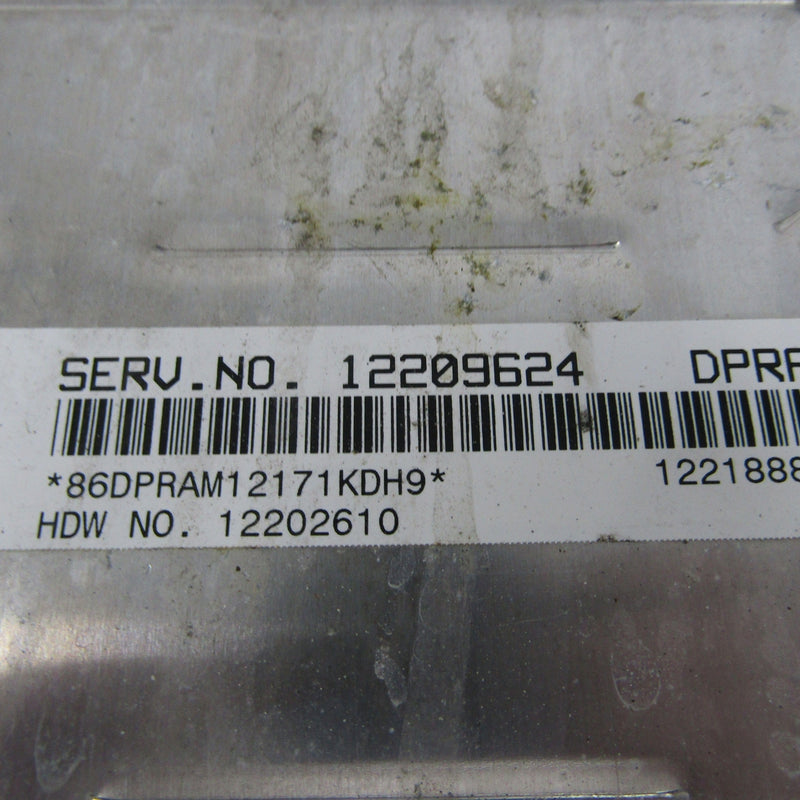 SERV.NO. 12209624 DPRA
*86DPRAM12171KDH9* 1221888
HDW NO. 12202610